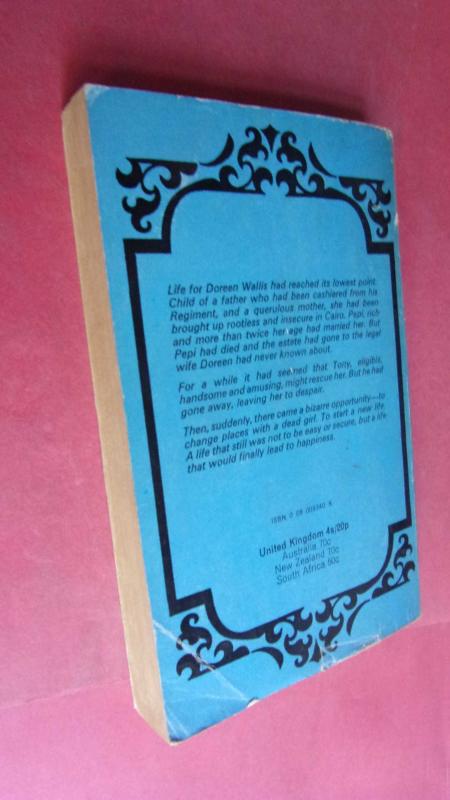 Life for Doreen Wallis had reached its lowest point.
Child of a father who had been cashiered from his
Regiment, and a querulous mother, she had been
brought up rootless and insecure in Cairo. Pepi, rich
and more than twice her age had married her. But
Pepi had died and the estate had gone to the legal
wife Doreen had never known about.
For a while it had seemed that Tony, eligible,
handsome and amusing, might rescue her. But he had
gone away, leaving her to despair.
Then, suddenly, there came a bizarre opportunity—to
change places with a dead girl. To start a new life.
A life that still was not to be easy or secure, but a life
that would finally lead to happiness.
ISBN 0 09
United Kingdom 4s/20p
Australia 70c
New Zealand 70c
South Africa 50c